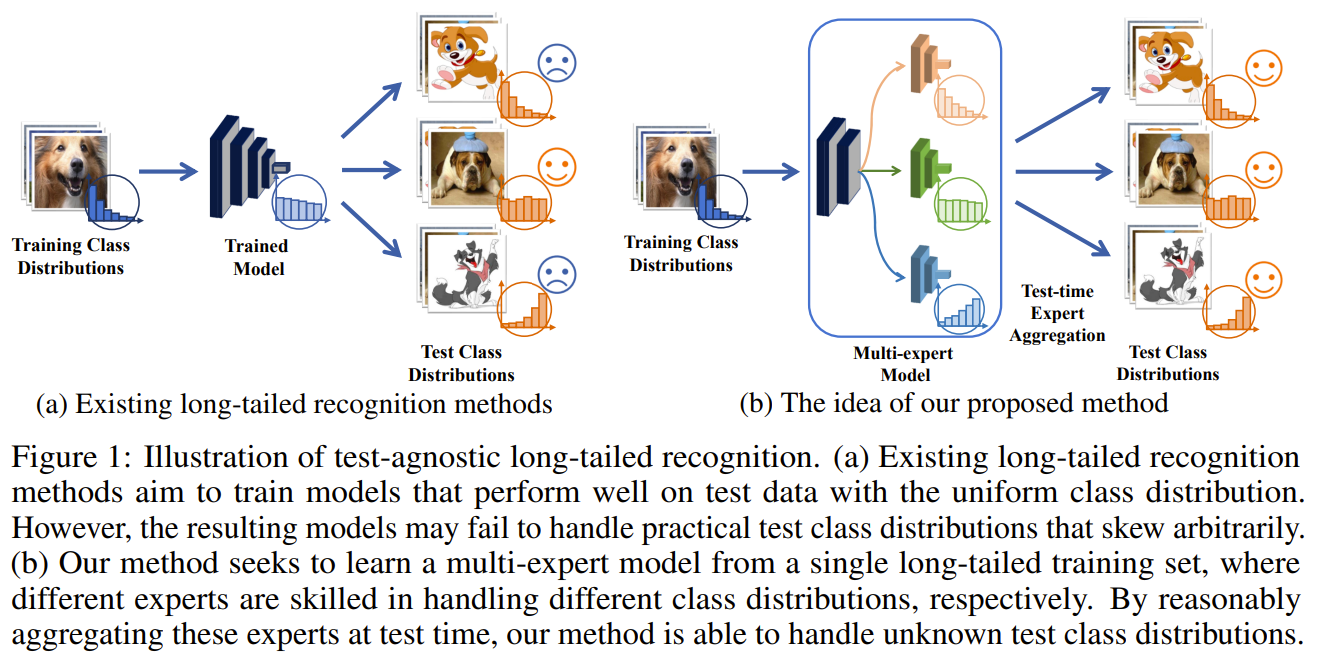 Training Class
Distributions
Trained
Model
Test Class
Distributions
(a) Existing long-tailed recognition methods
Training Class
Distributions
Multi-expert
Model
Test-time
Expert
Aggregation
Test Class
Distributions
(b) The idea of our proposed method
Figure 1: Illustration of test-agnostic long-tailed recognition. (a) Existing long-tailed recognition
methods aim to train models that perform well on test data with the uniform class distribution.
However, the resulting models may fail to handle practical test class distributions that skew arbitrarily.
(b) Our method seeks to learn a multi-expert model from a single long-tailed training set, where
different experts are skilled in handling different class distributions, respectively. By reasonably
aggregating these experts at test time, our method is able to handle unknown test class distributions.